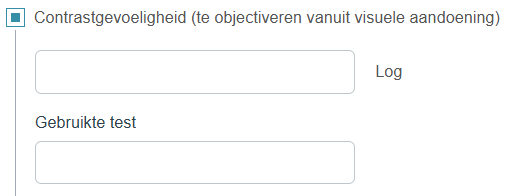 Contrastgevoeligheid (te objectiveren vanuit visuele aandoening)
Log
Gebruikte test